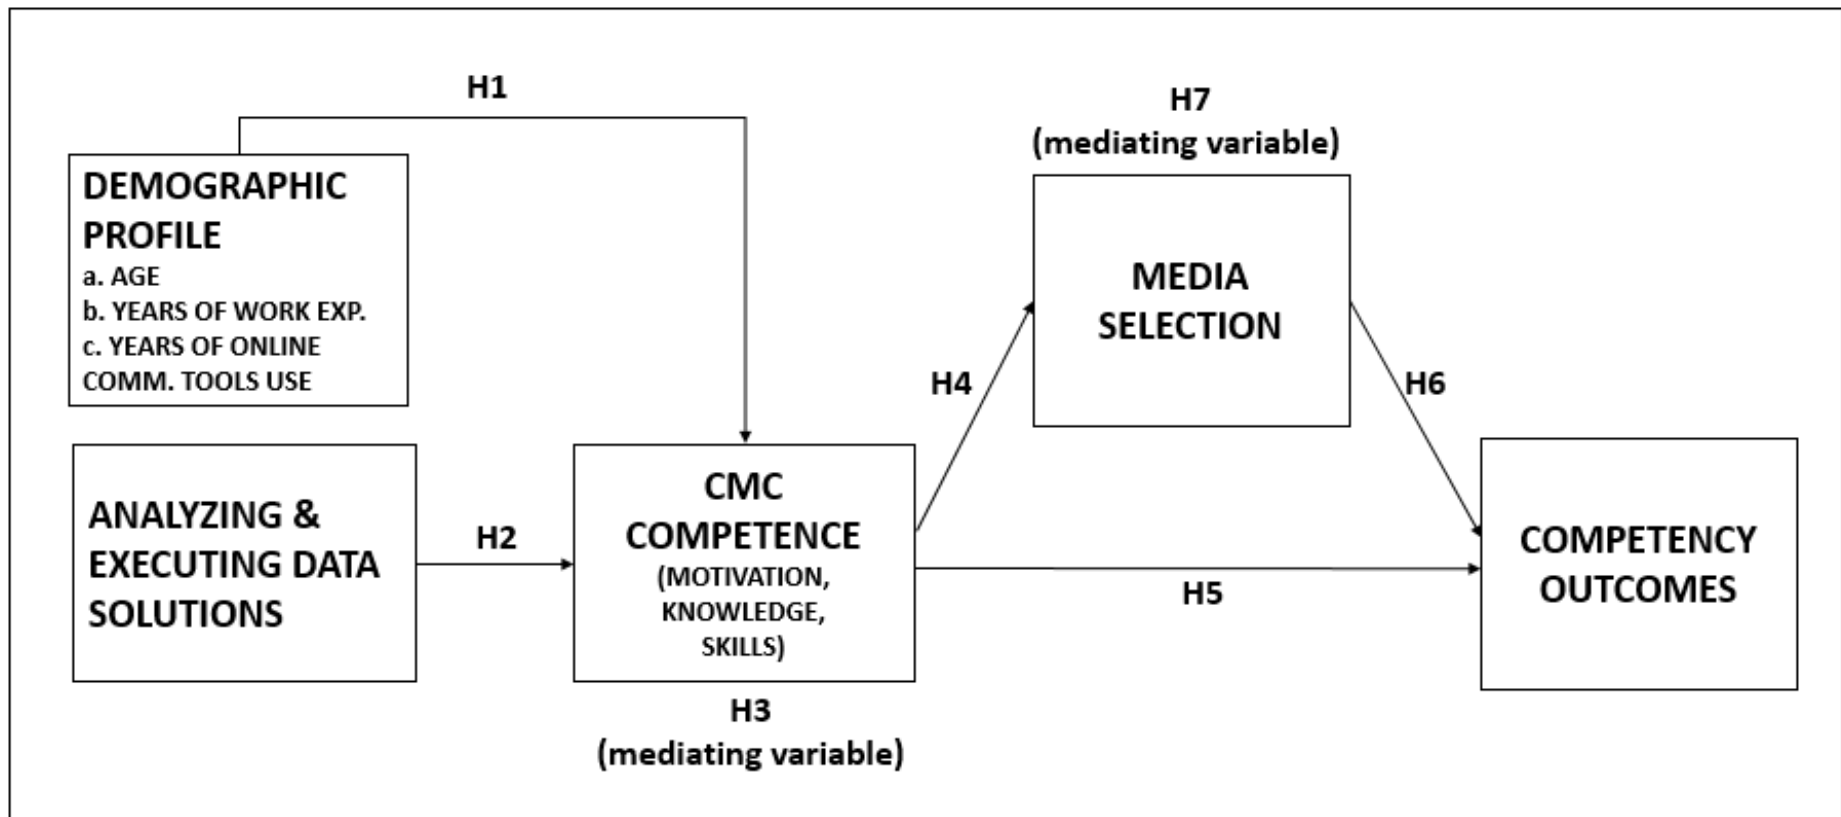 H1
H7
(mediating variable)
DEMOGRAPHIC
PROFILE
a. AGE
b. YEARS OF WORK EXP.
c. YEARS OF ONLINE
COMM. TOOLS USE
MEDIA
SELECTION
H4
H6
ANALYZING &
EXECUTING DATA
SOLUTIONS
H2
CMC
COMPETENCE
(MOTIVATION,
KNOWLEDGE,
SKILLS)
H5
COMPETENCY
OUTCOMES
H3
(mediating variable)